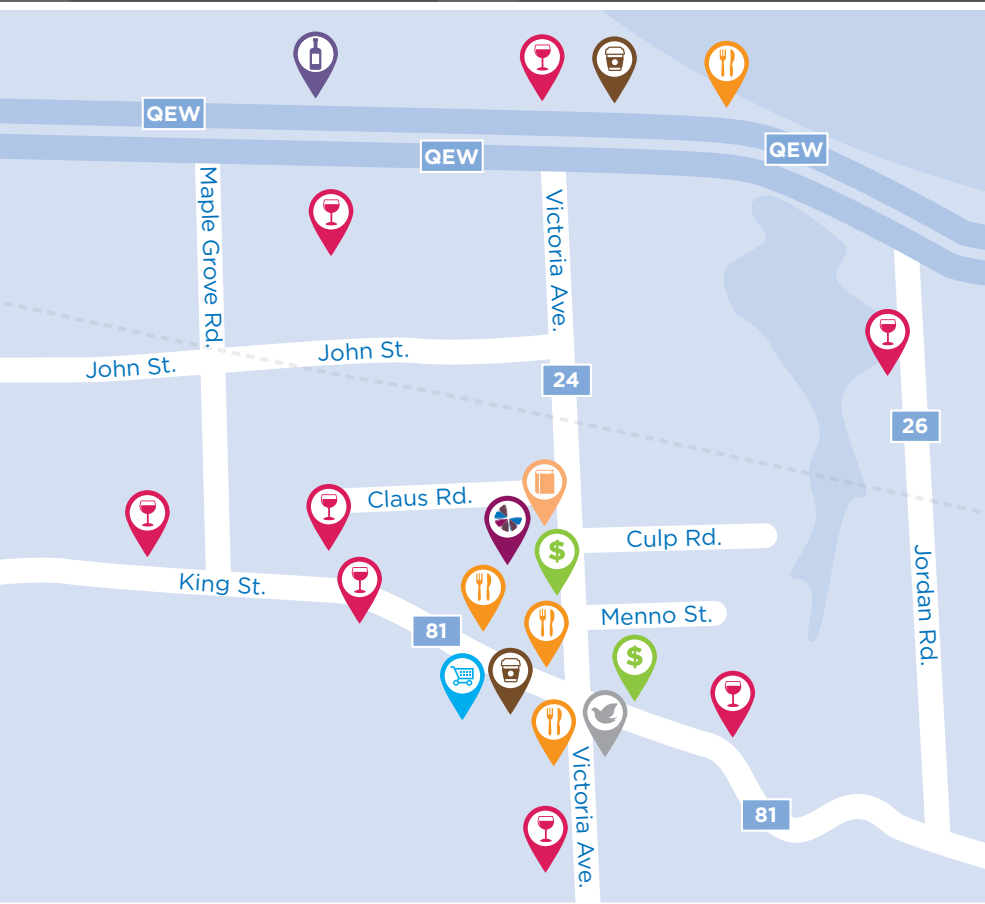 QEW
QEW
QEW
Maple Grove Rd.
Victoria Ave.
John St.
John St.
24
26
Claus Rd.
$
Culp Rd.
King St.
Jordan Rd.
Menno St.
81
$
Victoria Ave.
81